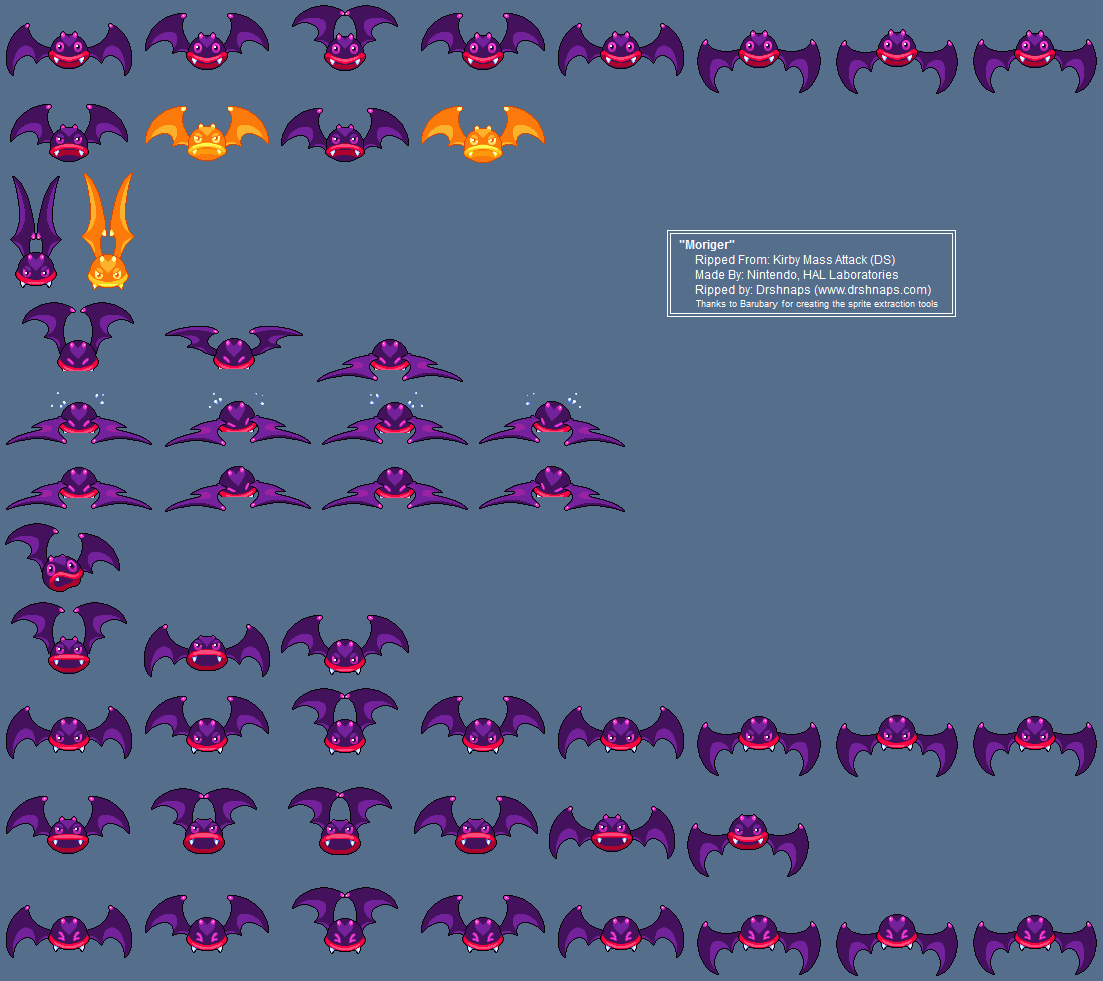 "Moriger"
Ripped From: Kirby Mass Attack (DS)
Made By: Nintendo, HAL Laboratories
Ripped by: Drshnaps (www.drshnaps.com)
Thanks to Barubary for creating the sprite extraction tools